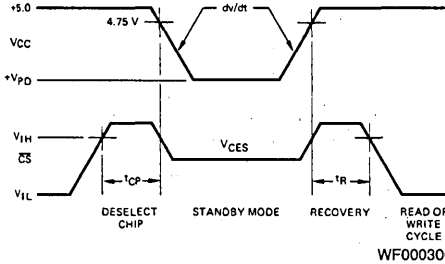 +5.0
4.75 V
dv/dt
VCC
+VPD
VIH
CS
VCES
VIL
tCP
tR
DESELECT CHIP
STANDBY MODE
RECOVERY
READ OR WRITE CYCLE
WF00030